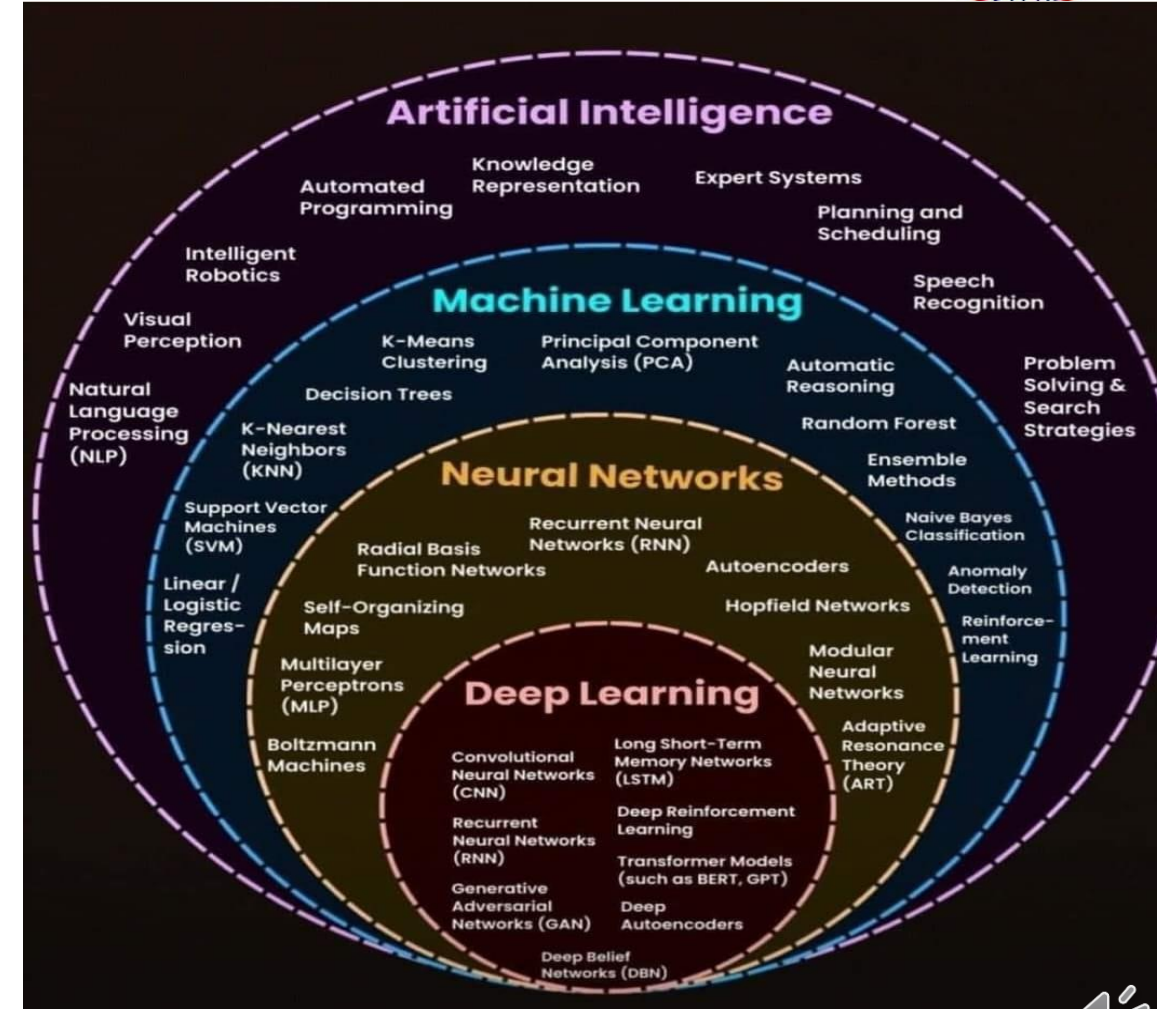 Artificial Intelligence
Knowledge
Representation
Expert Systems
Automated
Programming
Planning and
Scheduling
Intelligent
Robotics
Speech
Recognition
Visual
Perception
Problem
Solving &
Search
Strategies
Natural
Language
Processing
(NLP)
Machine Learning
K-Means
Clustering
Principal Component
Analysis (PCA)
Automatic
Reasoning
Decision Trees
Random Forest
K-Nearest
Neighbors
(KNN)
Ensemble
Methods
Support Vector
Machines
(SVM)
Naive Bayes
Classification
Linear /
Logistic
Regres-
sion
Anomaly
Detection
Reinforce-
ment
Learning
Neural Networks
Recurrent Neural
Networks (RNN)
Radial Basis
Function Networks
Autoencoders
Self-Organizing
Maps
Hopfield Networks
Multilayer
Perceptrons
(MLP)
Modular
Neural
Networks
Boltzmann
Machines
Adaptive
Resonance
Theory
(ART)
Deep Learning
Convolutional
Neural Networks
(CNN)
Long Short-Term
Memory Networks
(LSTM)
Recurrent
Neural Networks
(RNN)
Deep Reinforcement
Learning
Generative
Adversarial
Networks (GAN)
Transformer Models
(such as BERT, GPT)
Deep
Autoencoders
Deep Belief
Networks (DBN)